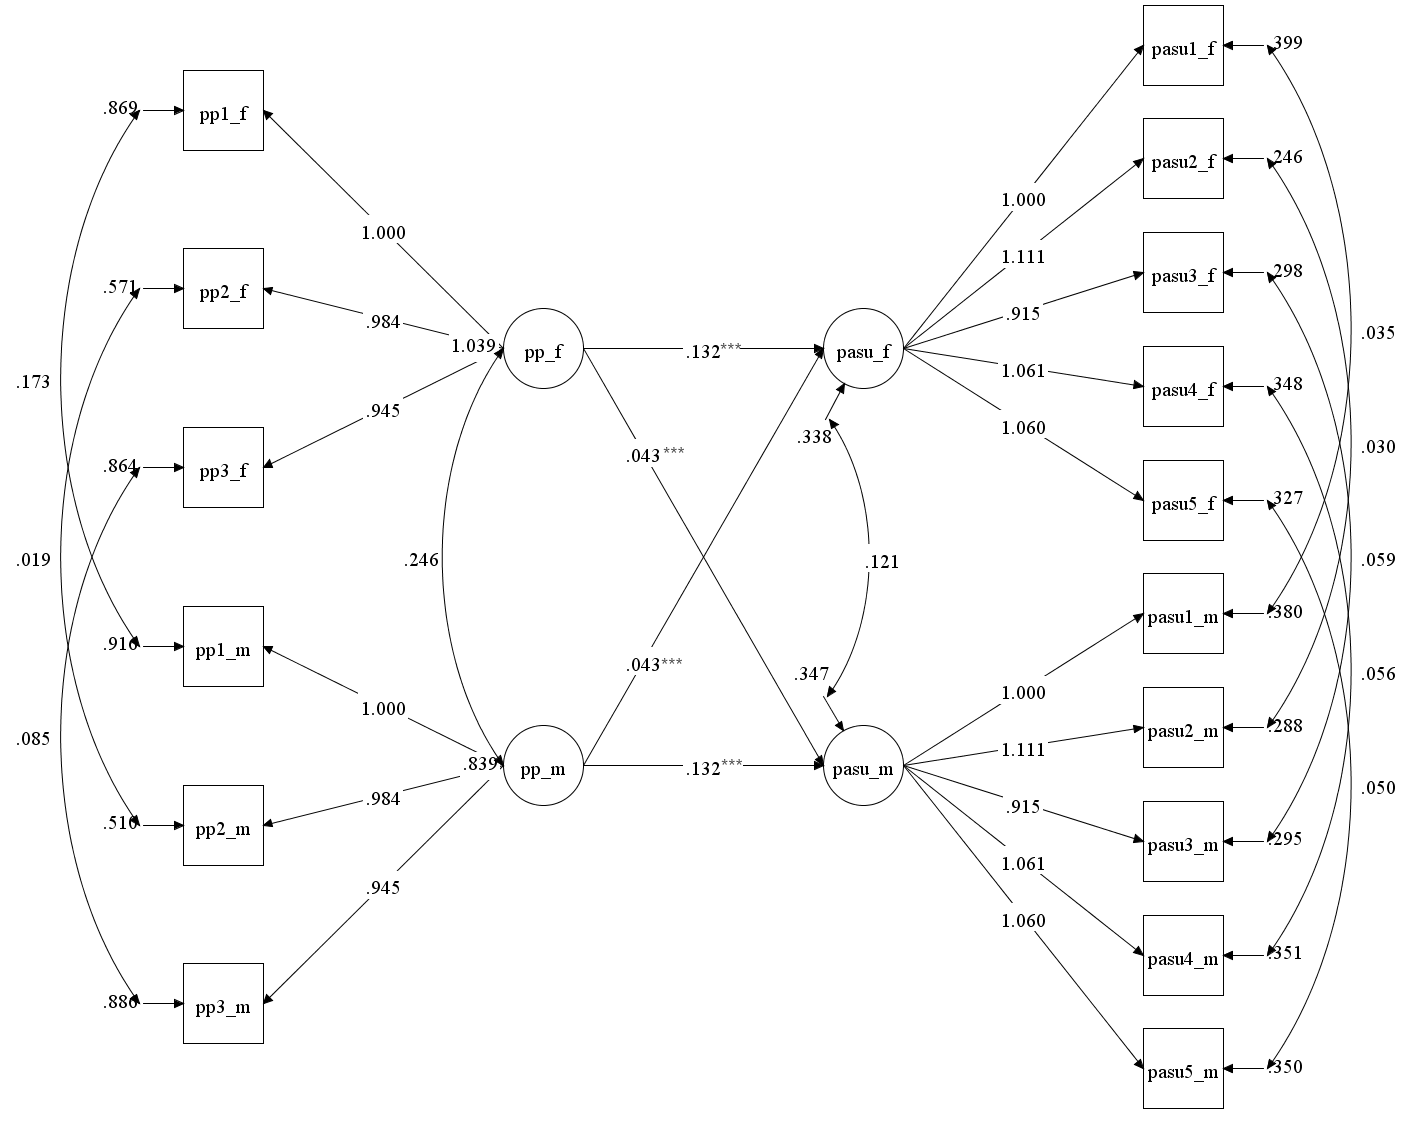 pasu1_f
.399
.869
pp1_f
pasu2_f
.246
1.000
1.000
1.111
pasu3_f
.298
.571
pp2_f
.915
.984
.035
1.039
pp_f
.132***
pasu_f
1.061
pasu4_f
.348
.173
.945
1.060
.338
.030
.043***
.864
pp3_f
pasu5_f
.327
.019
.246
.121
.059
pasu1_m
.380
.910
pp1_m
.043***
.347
.056
1.000
1.000
pasu2_m
.288
.085
1.111
.839
pp_m
.132***
pasu_m
.050
.984
.915
.510
pp2_m
pasu3_m
.295
1.061
.945
1.060
pasu4_m
.351
.880
pp3_m
pasu5_m
.350